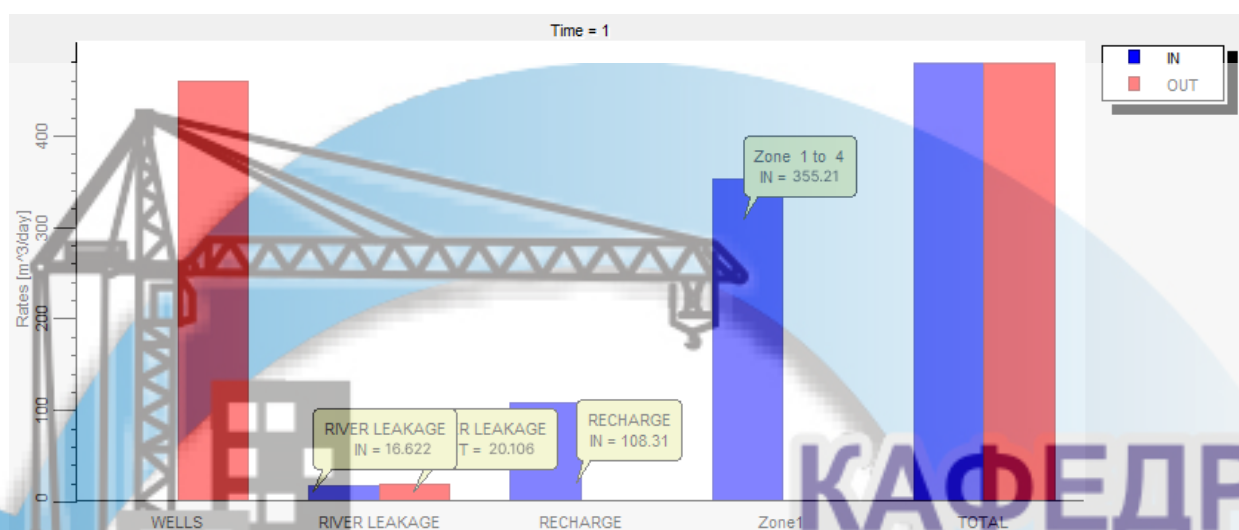 Time = 1
IN
OUT
Rates [m^3/day]
400
300
200
100
0
Zone 1 to 4
IN = 355.21
RIVER LEAKAGE
IN = 16.622
R LEAKAGE
T = 20.106
RECHARGE
IN = 108.31
WELLS
RIVER LEAKAGE
RECHARGE
Zone1
TOTAL
КАФЕДР